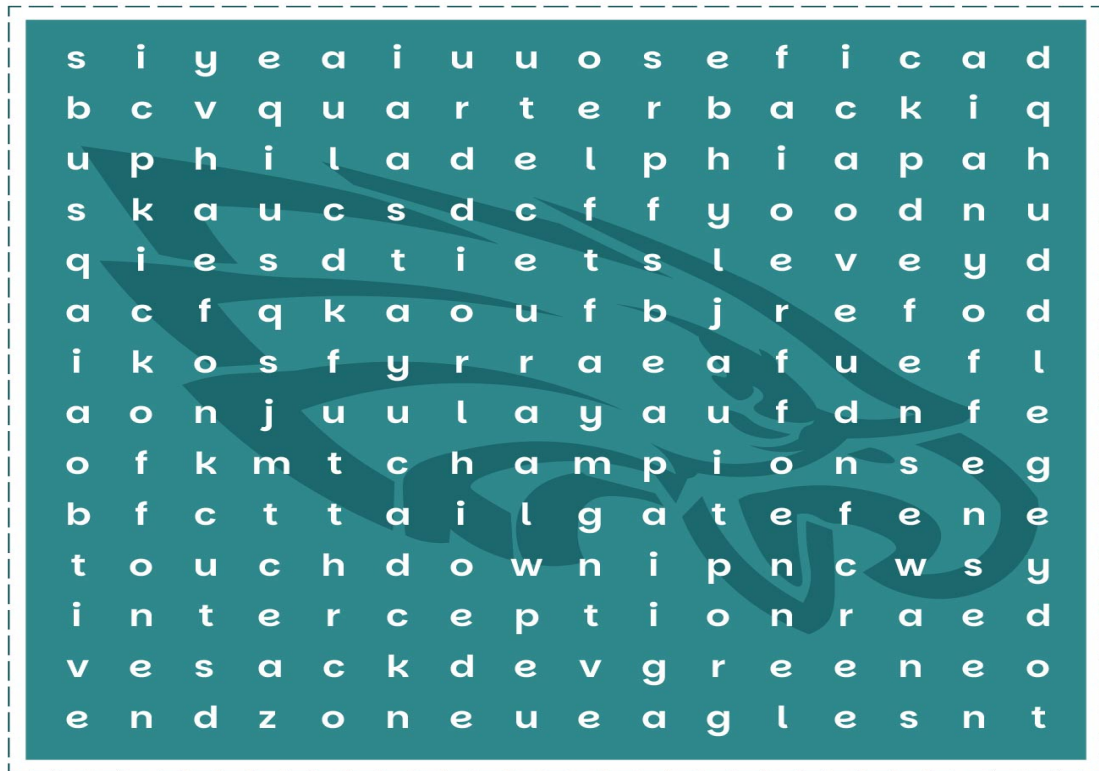 s i y e a i u u o s e f i c a d
b c v q u a r t e r b a c k i q
u p h i l a d e l p h i a p a h
s k a u c s d c f f y o o d n u
q i e s d t i e t s l e v e y d
a c f q k a o u f b j r e f o d
i k o s f y r r a e a f u e f l
a o n j u u l a y a u f d n f e
o f k m t c h a m p i o n s e g
b f c t t a i l g a t e f e n e
t o u c h d o w n i p n c w s y
i n t e r c e p t i o n r a e d
v e s a c k d e v g r e e n e o
e n d z o n e u e a g l e s n t